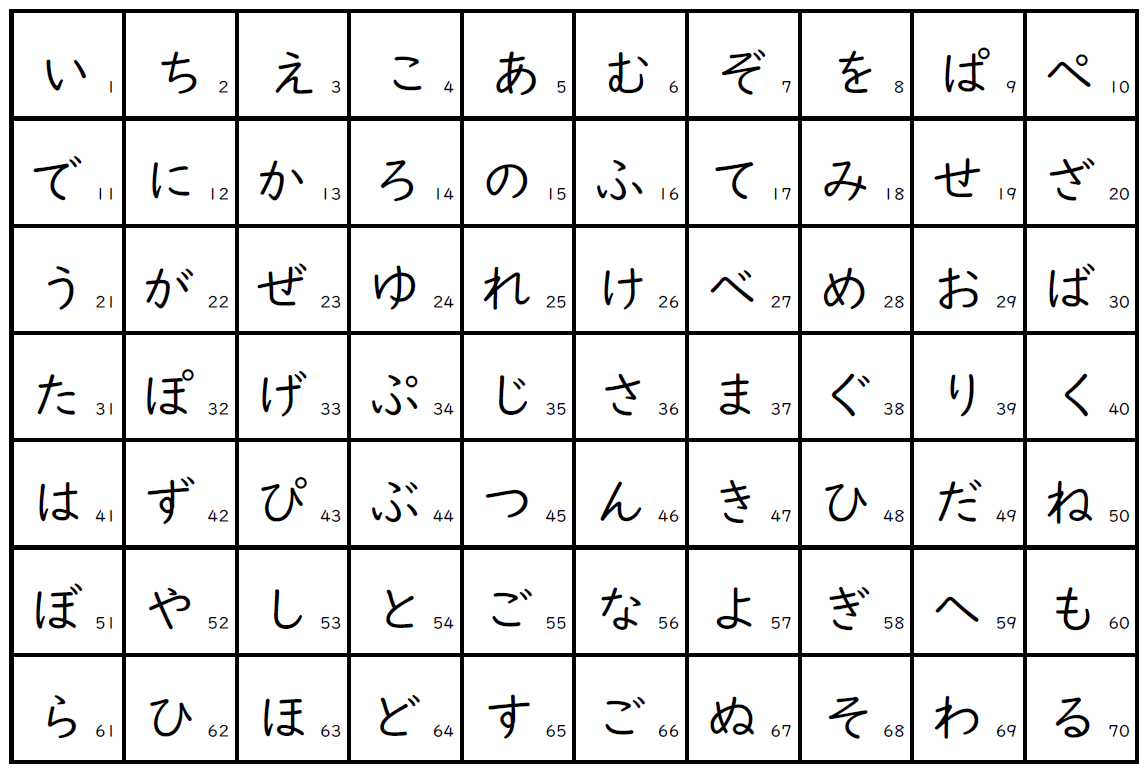 い 1 ち 2 え 3 こ 4 あ 5 む 6 ぞ 7 を 8 ぱ 9 ぺ 10
で 11 に 12 か 13 ろ 14 の 15 ふ 16 て 17 み 18 せ 19 ざ 20
う 21 が 22 ぜ 23 ゆ 24 れ 25 け 26 べ 27 め 28 お 29 ば 30
た 31 ぽ 32 げ 33 ぷ 34 じ 35 さ 36 ま 37 ぐ 38 り 39 く 40
は 41 ず 42 ぴ 43 ぶ 44 つ 45 ん 46 き 47 ひ 48 だ 49 ね 50
ぼ 51 や 52 し 53 と 54 ご 55 な 56 よ 57 ぎ 58 へ 59 も 60
ら 61 ひ 62 ほ 63 ど 64 す 65 ご 66 ぬ 67 そ 68 わ 69 る 70